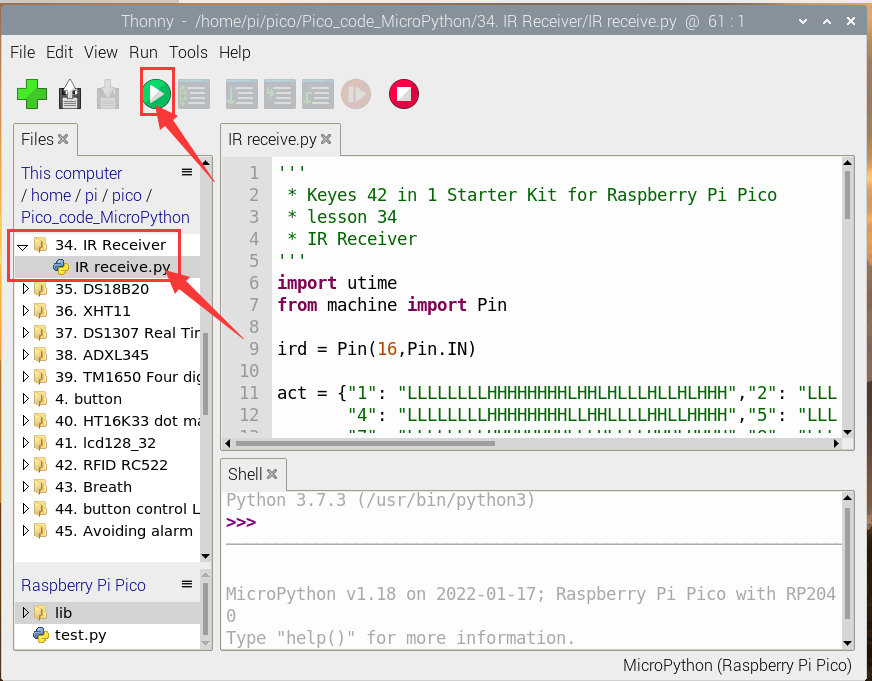 Thonny - /home/pi/pico/Pico_code_MicroPython/34. IR Receiver/IR receive.py @ 61 : 1
File Edit View Run Tools Help
Files
This computer
/ home / pi / pico /
Pico_code_MicroPython
34. IR Receiver
IR receive.py
35. DS18B20
36. XHT11
37. DS1307 Real Tir
38. ADXL345
39. TM1650 Four dig
4. button
40. HT16K33 dot ma
41. lcd128_32
42. RFID RC522
43. Breath
44. button control L
45. Avoiding alarm
Raspberry Pi Pico
lib
test.py
IR receive.py
1 '''
2 * Keyes 42 in 1 Starter Kit for Raspberry Pi Pico
3 * lesson 34
4 * IR Receiver
5 '''
6 import utime
7 from machine import Pin
8
9 ird = Pin(16,Pin.IN)
10
11 act = {"1": "LLLLLLLLHHHHHHHHLHHLHLLLHLLHLHHH","2": "LLL
12 "4": "LLLLLLLLHHHHHHHHLLHHLLLLHHLLHHHH","5": "LLL
Shell
Python 3.7.3 (/usr/bin/python3)
>>>
MicroPython v1.18 on 2022-01-17; Raspberry Pi Pico with RP204
0
Type "help()" for more information.
MicroPython (Raspberry Pi Pico)